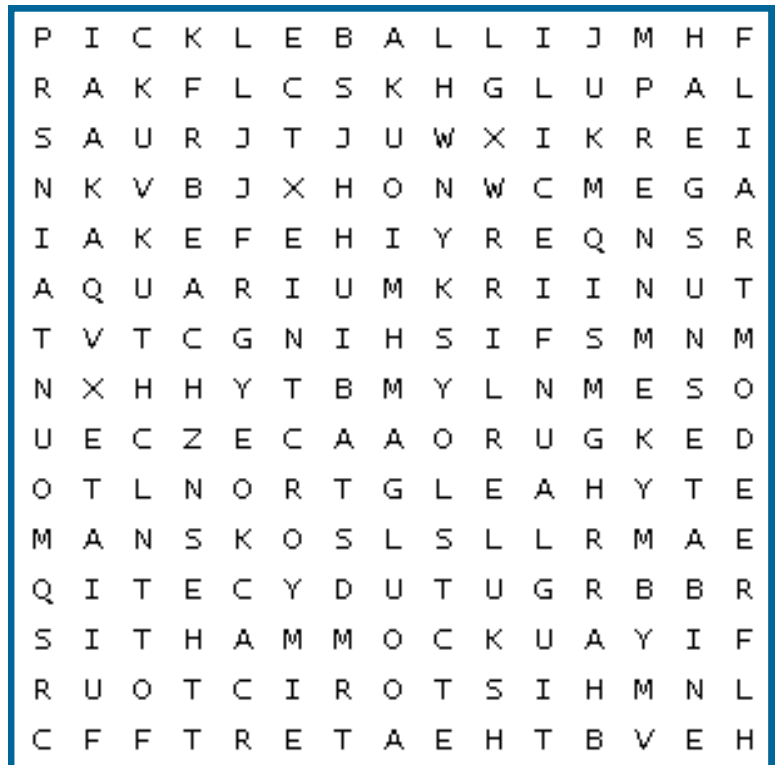 P I C K L E B A L L I J M H F
R A K F L C S K H G L U P A L
S A U R J T J U W X I K R E I
N K V B J X H O N W C M E G A
I A K E F E H I Y R E Q N S R
A Q U A R I U M K R I I N U T
T V T C G N I H S I F S M N M
N X H H Y T B M Y L N M E S O
U E C Z E C A A O R U G K E D
O T L N O R T G L E A H Y T E
M A N S K O S L S L L R M A E
Q I T E C Y D U T U G R B B R
S I T H A M M O C K U A Y I F
R U O T C I R O T S I H M N L
C F F T R E T A E H T B V E H